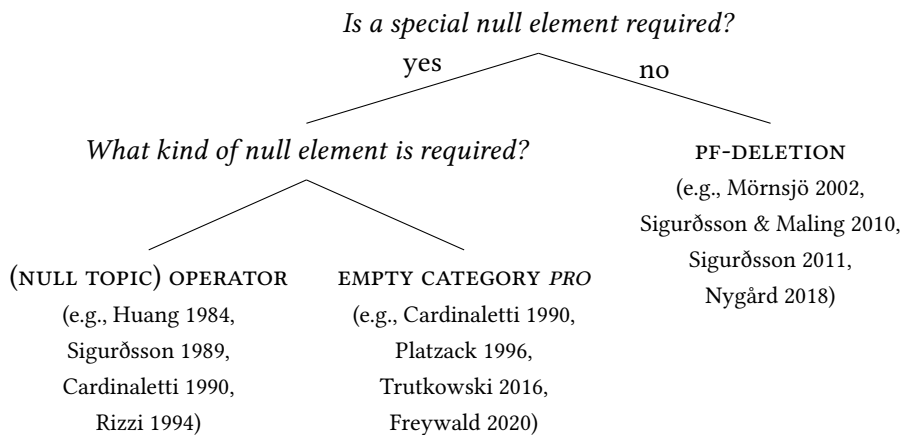 Is a special null element required?
yes
no
What kind of null element is required?
PF-DELETION
(e.g., Mörnsjö 2002,
Sigurðsson & Maling 2010,
Sigurðsson 2011,
Nygård 2018)
(NULL TOPIC) OPERATOR
(e.g., Huang 1984,
Sigurðsson 1989,
Cardinaletti 1990,
Rizzi 1994)
EMPTY CATEGORY PRO
(e.g., Cardinaletti 1990,
Platzack 1996,
Trutkowski 2016,
Freywald 2020)